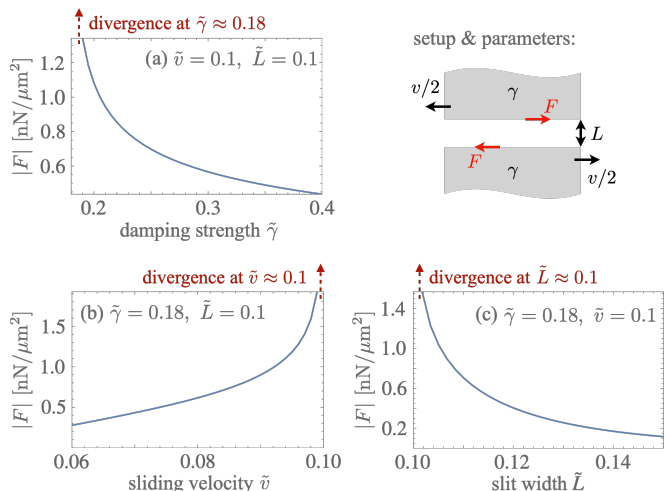 divergence at γ̃ ≈ 0.18
(a) ṽ = 0.1, L̃ = 0.1
|F| [nN/μm²]
1.2
1.0
0.8
0.6
0.2
0.3
0.4
damping strength γ̃
setup & parameters:
v/2
γ
F
L
F
γ
v/2
divergence at ṽ ≈ 0.1
(b) γ̃ = 0.18, L̃ = 0.1
|F| [nN/μm²]
1.5
1.0
0.5
0.06
0.08
0.10
sliding velocity ṽ
divergence at L̃ ≈ 0.1
(c) γ̃ = 0.18, ṽ = 0.1
|F| [nN/μm²]
1.4
1.0
0.6
0.2
0.10
0.12
0.14
slit width L̃